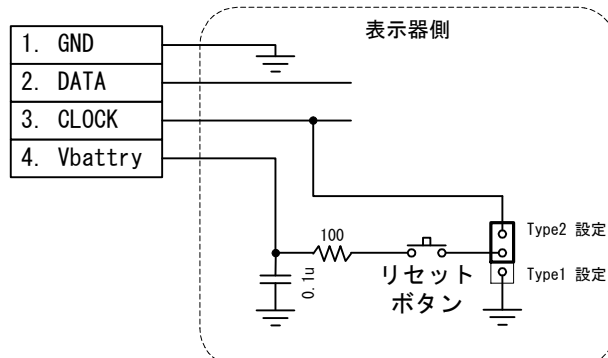 表示器側
1. GND
2. DATA
3. CLOCK
4. Vbattry
100
0.1u
リセット
ボタン
Type2 設定
Type1 設定